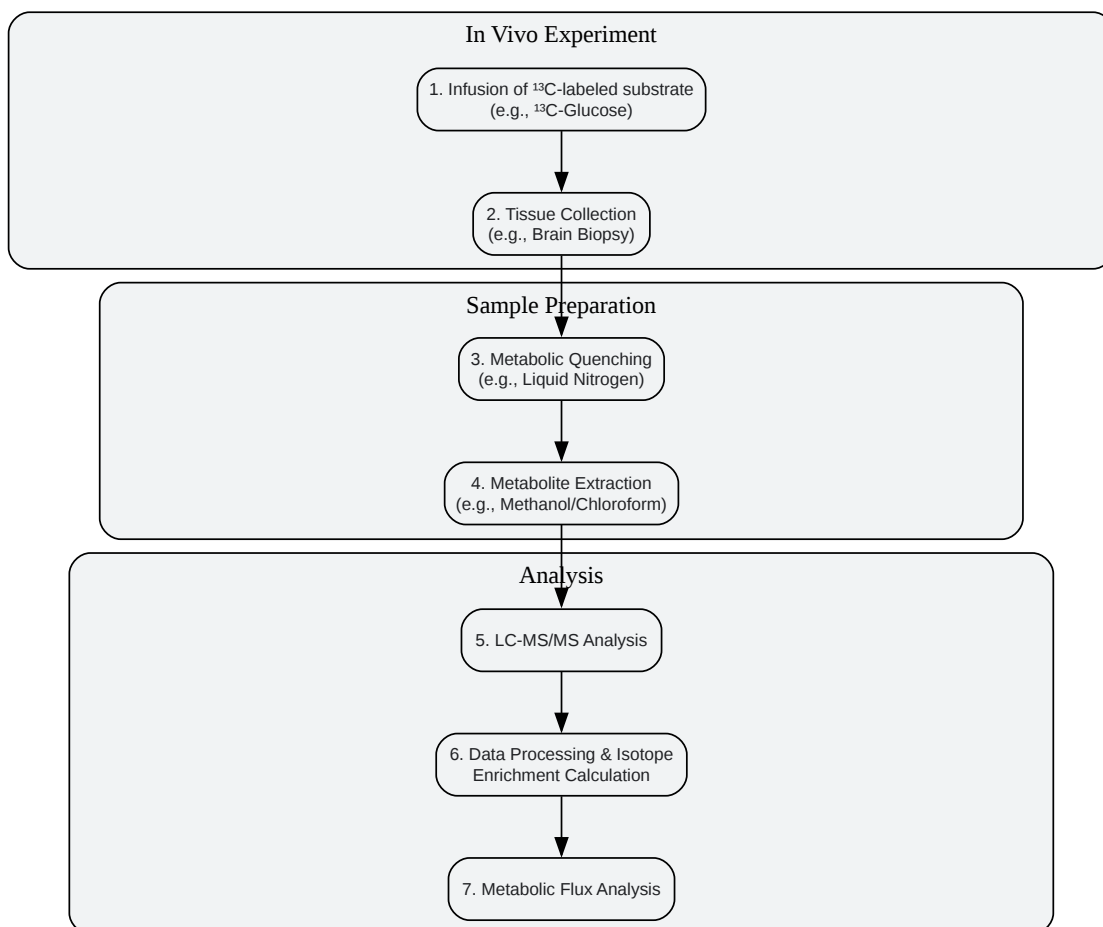 In Vivo Experiment
1. Infusion of ¹³C-labeled substrate
(e.g., ¹³C-Glucose)
2. Tissue Collection
(e.g., Brain Biopsy)
Sample Preparation
3. Metabolic Quenching
(e.g., Liquid Nitrogen)
4. Metabolite Extraction
(e.g., Methanol/Chloroform)
Analysis
5. LC-MS/MS Analysis
6. Data Processing & Isotope
Enrichment Calculation
7. Metabolic Flux Analysis